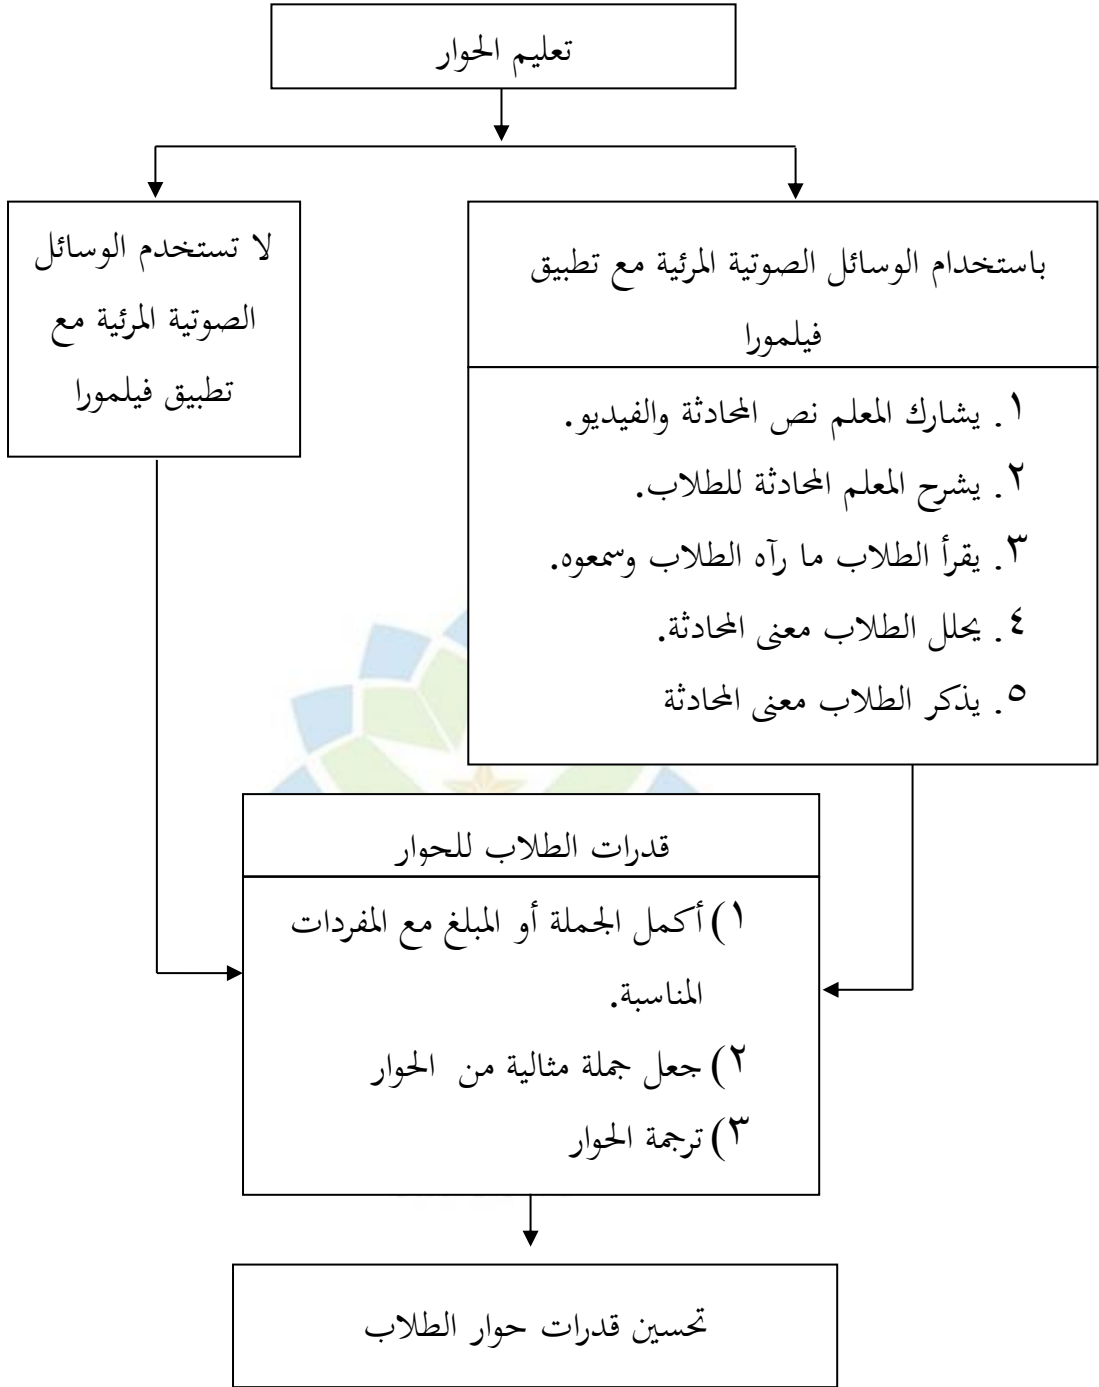 تعليم الحوار
باستخدام الوسائل الصوتية المرئية مع تطبيق
فيلمورا
١. يشارك المعلم نص المحادثة والفيديو.
٢. يشرح المعلم المحادثة للطلاب.
٣. يقرأ الطلاب ما رآه الطلاب وسمعوه.
٤. يحلل الطلاب معنى المحادثة.
٥. يذكر الطلاب معنى المحادثة
لا تستخدم الوسائل
الصوتية المرئية مع
تطبيق فيلمورا
قدرات الطلاب للحوار
١) أكمل الجملة أو المبلغ مع المفردات
المناسبة.
٢) جعل جملة مثالية من الحوار
٣) ترجمة الحوار
تحسين قدرات حوار الطلاب